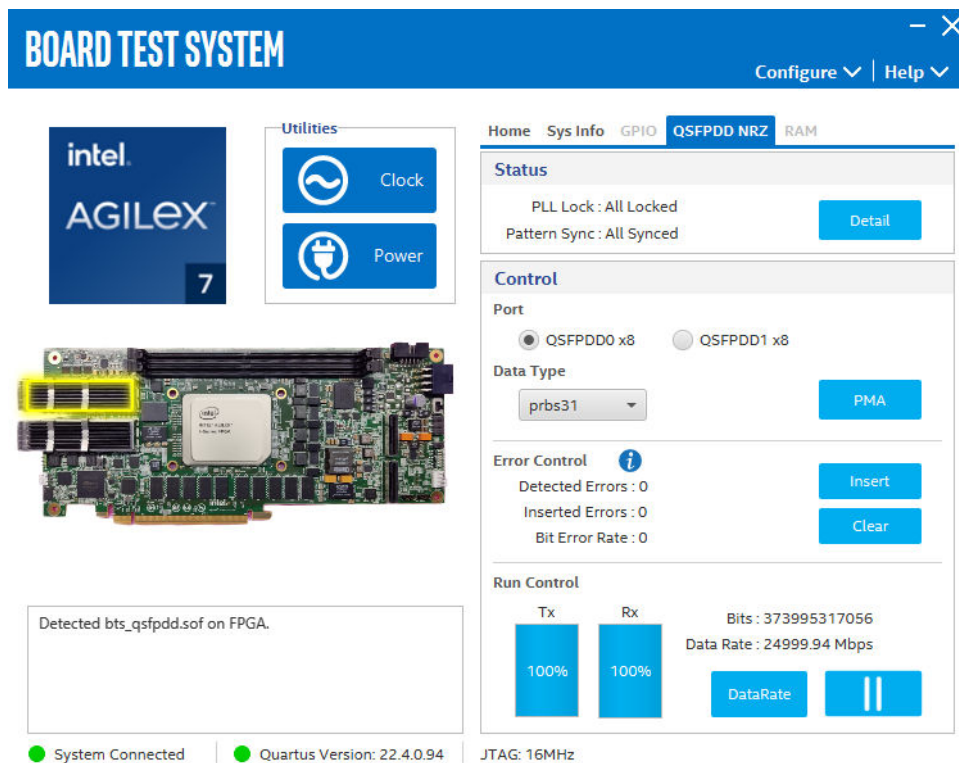 BOARD TEST SYSTEM
Configure
Help
intel.
AGILEX
7
Utilities
Clock
Power
Home Sys Info GPIO QSFPDD NRZ RAM
Status
PLL Lock : All Locked
Pattern Sync : All Synced
Detail
Control
Port
QSFPDD0 x8 QSFPDD1 x8
Data Type
prbs31
PMA
Error Control
Detected Errors : 0
Inserted Errors : 0
Bit Error Rate : 0
Insert
Clear
Run Control
Tx Rx
100% 100%
Bits : 373995317056
Data Rate : 24999.94 Mbps
DataRate
Detected bts_qsfpdd.sof on FPGA.
System Connected Quartus Version: 22.4.0.94 JTAG: 16MHz